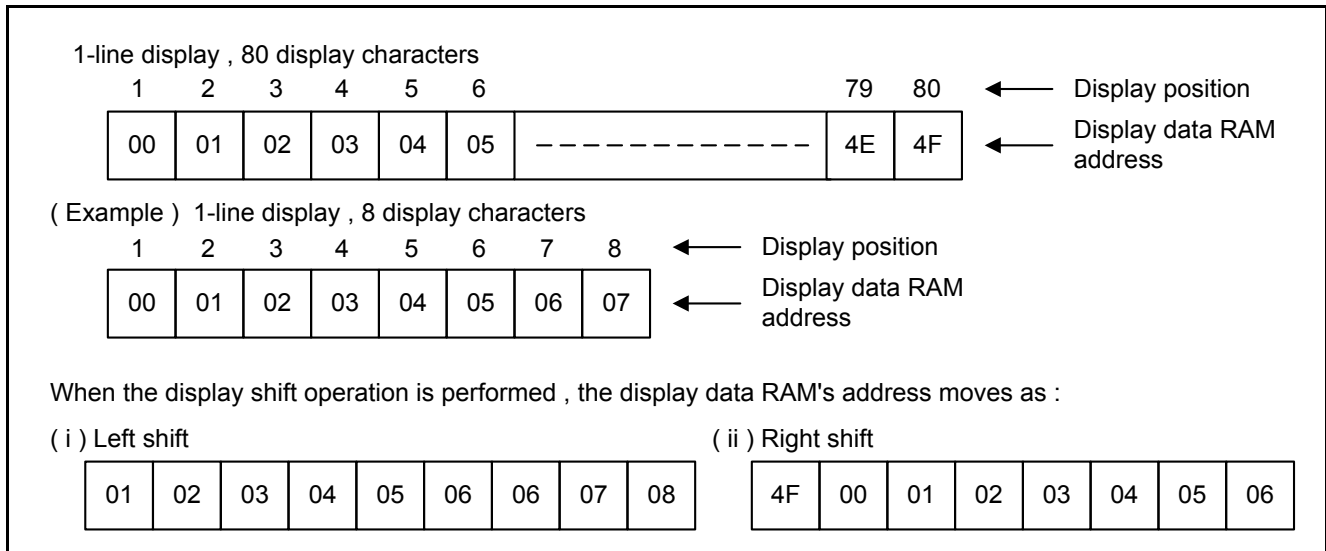 1-line display , 80 display characters
1 2 3 4 5 6 79 80 Display position
00 01 02 03 04 05 4E 4F Display data RAM address
( Example ) 1-line display , 8 display characters
1 2 3 4 5 6 7 8 Display position
00 01 02 03 04 05 06 07 Display data RAM address
When the display shift operation is performed , the display data RAM's address moves as :
( i ) Left shift ( ii ) Right shift
01 02 03 04 05 06 06 07 08 4F 00 01 02 03 04 05 06